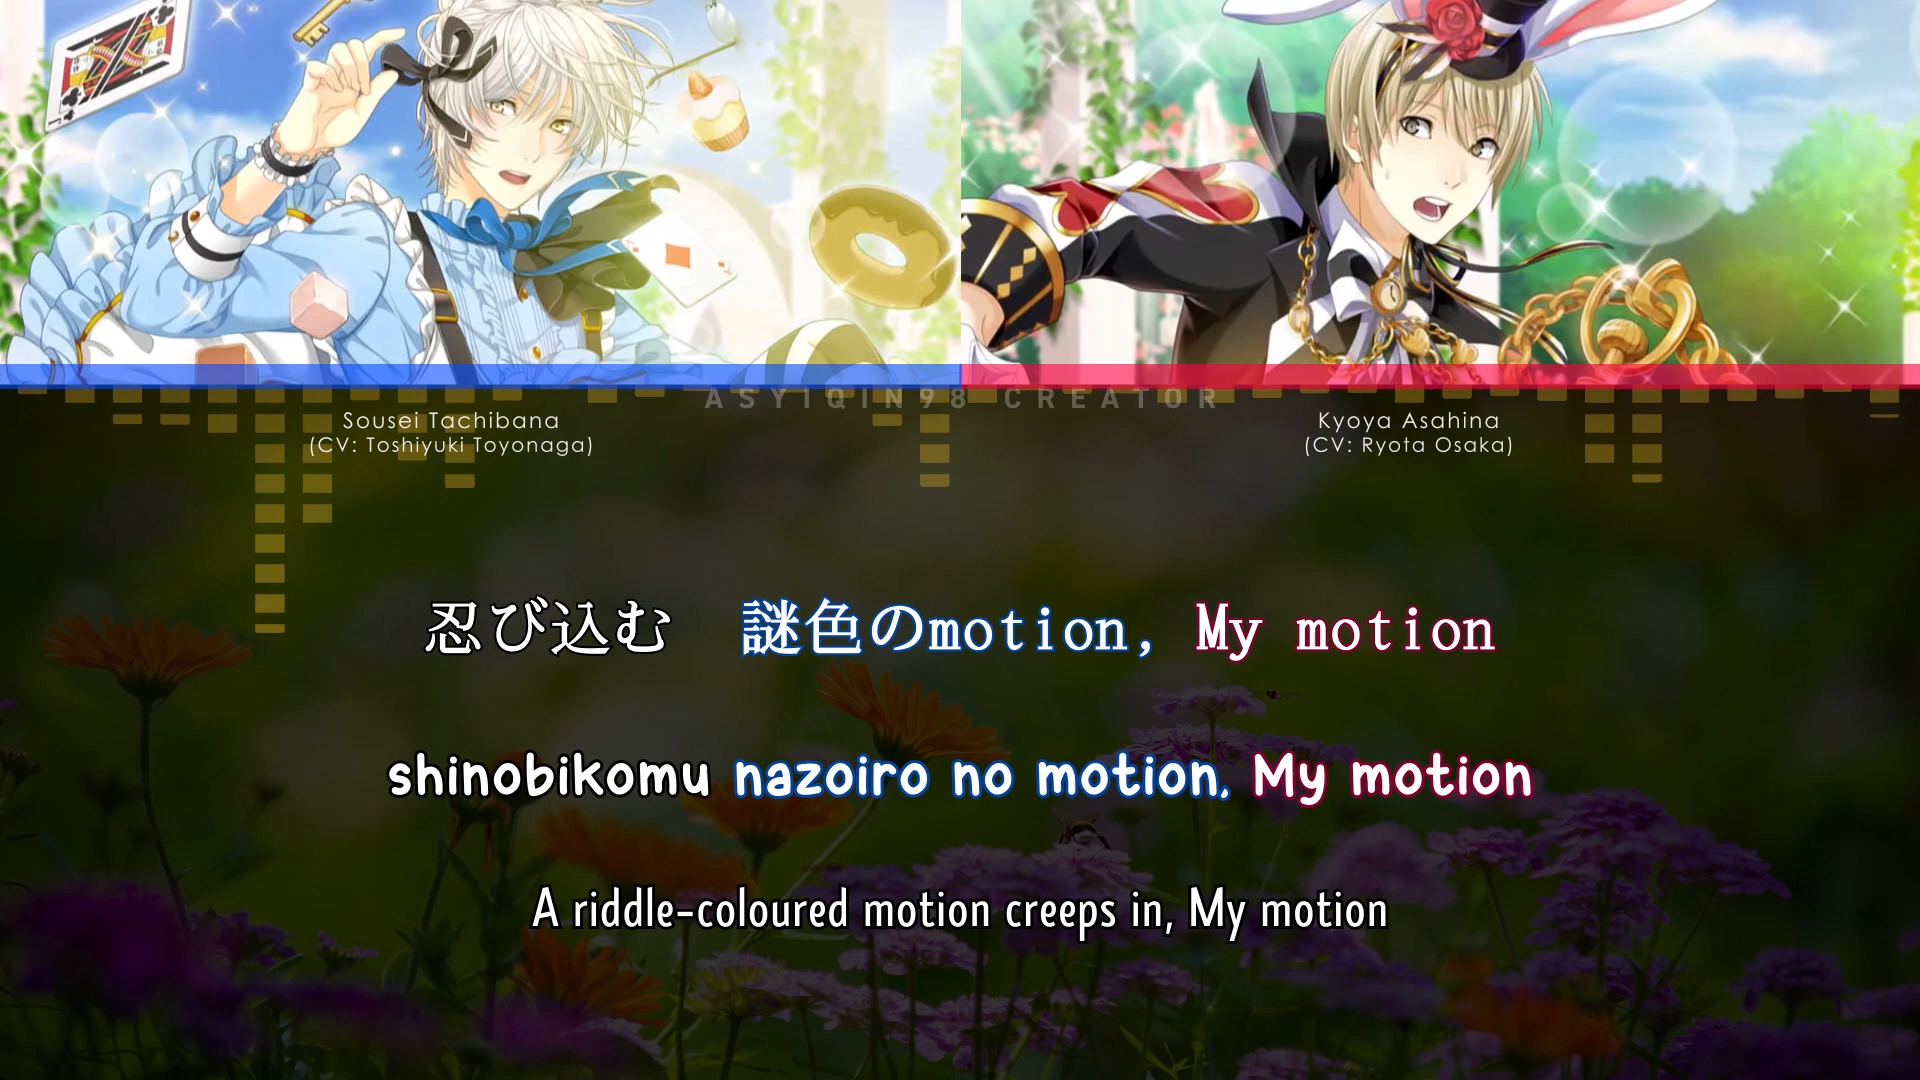 ASYIQIN98 CREATOR
Sousei Tachibana
(CV: Toshiyuki Toyonaga)
Kyoya Asahina
(CV: Ryota Osaka)
忍び込む　謎色のmotion, My motion
shinobikomu nazoiro no motion, My motion
A riddle-coloured motion creeps in, My motion